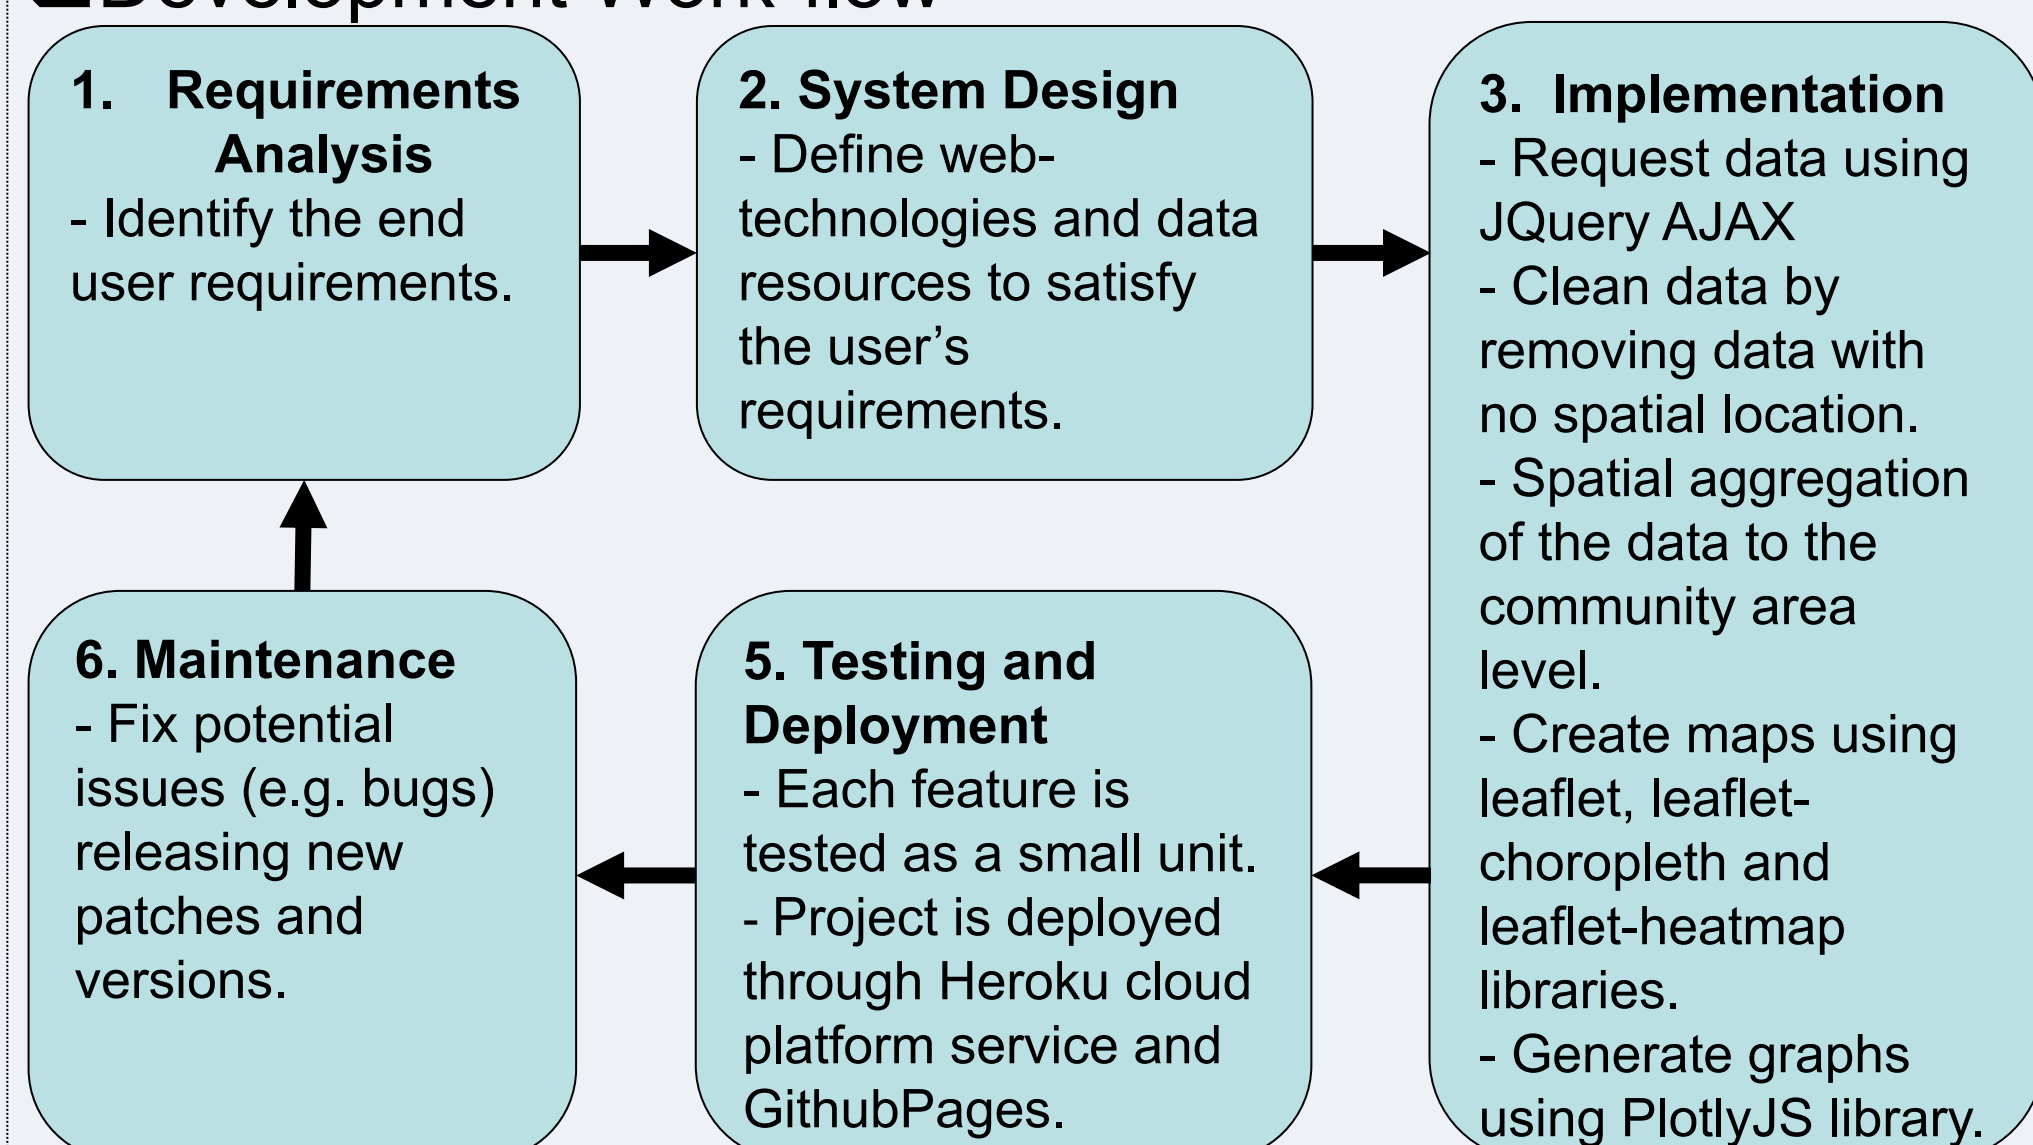 Development Work-flow
1. Requirements
Analysis
- Identify the end
user requirements.
2. System Design
- Define web-
technologies and data
resources to satisfy
the user’s
requirements.
3. Implementation
- Request data using
JQuery AJAX
- Clean data by
removing data with
no spatial location.
- Spatial aggregation
of the data to the
community area
level.
- Create maps using
leaflet, leaflet-
choropleth and
leaflet-heatmap
libraries.
- Generate graphs
using PlotlyJS library.
5. Testing and
Deployment
- Each feature is
tested as a small unit.
- Project is deployed
through Heroku cloud
platform service and
GithubPages.
6. Maintenance
- Fix potential
issues (e.g. bugs)
releasing new
patches and
versions.